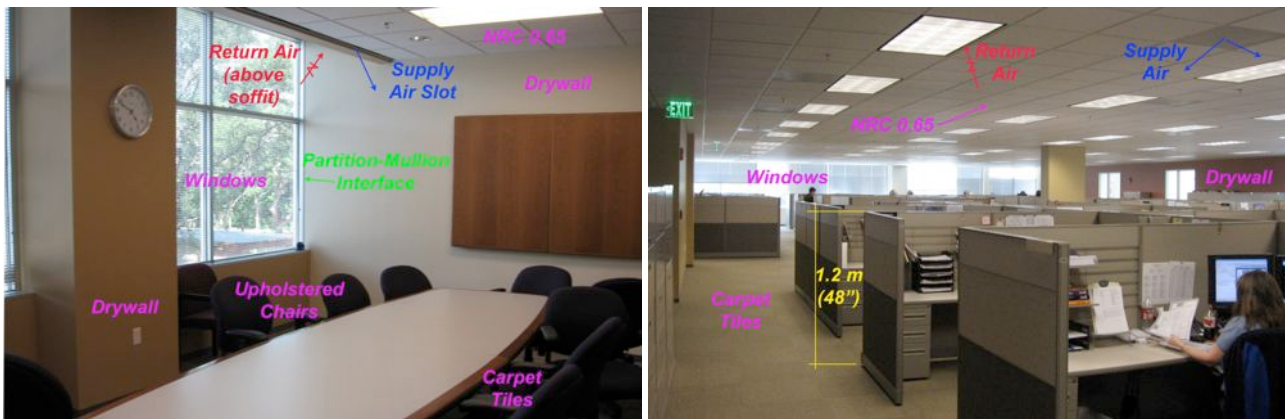 NRC 0.65
Return Air
(above
soffit)
Supply
Air Slot
Drywall
Partition-Mullion
Interface
Windows
Upholstered
Chairs
Drywall
Carpet
Tiles
Return
Air
Supply
Air
EXIT
NRC 0.65
Windows
Drywall
1.2 m
(48")
Carpet
Tiles